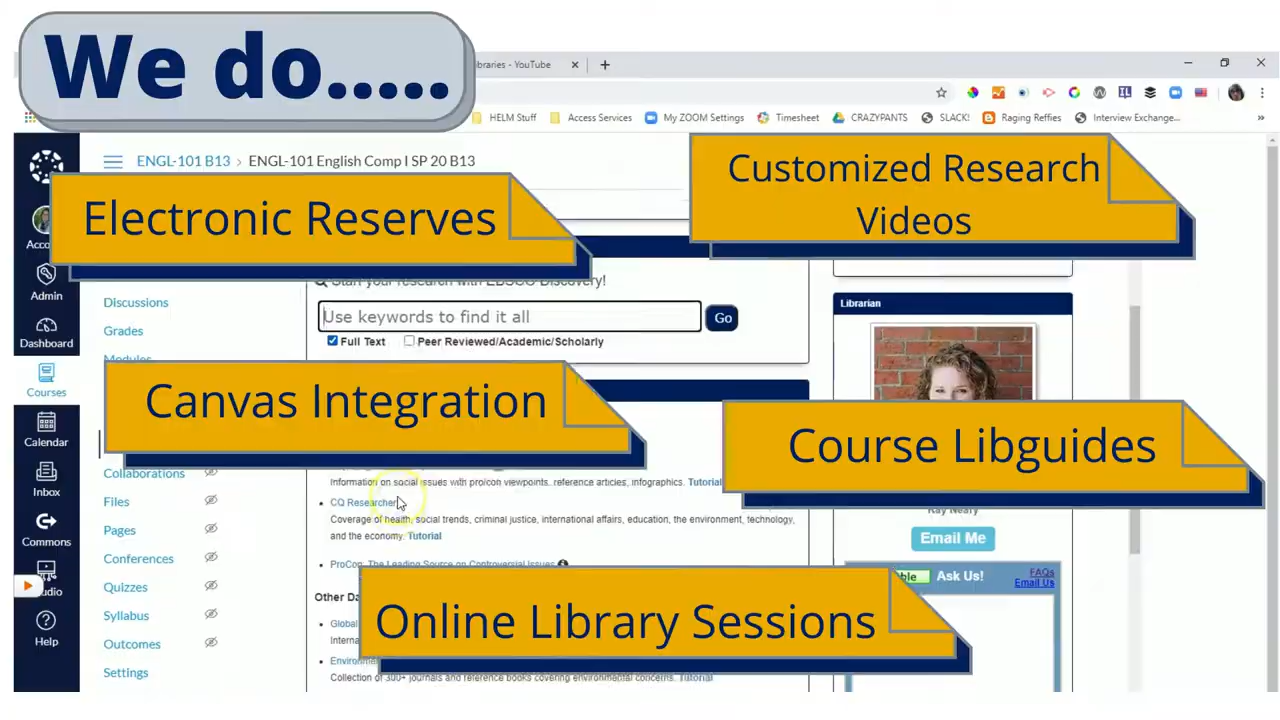 We do.....
ibraries - YouTube
HELM Stuff
Access Services
My ZOOM Settings
Timesheet
CRAZYPANTS
SLACK!
Raging Reffies
Interview Exchange...
ENGL-101 B13 › ENGL-101 English Comp I SP 20 B13
Customized Research
Videos
Electronic Reserves
Admin
Dashboard
Courses
Calendar
Inbox
Commons
Help
Discussions
Grades
Modules
Collaborations
Files
Pages
Conferences
Quizzes
Syllabus
Outcomes
Settings
Start your research with EBSCO Discovery!
Use keywords to find it all
Go
Full Text
Peer Reviewed/Academic/Scholarly
Librarian
Canvas Integration
Course Libguides
Information on social issues with pro/con viewpoints, reference articles, infographics. Tutorial
CQ Researcher
Coverage of health, social trends, criminal justice, international affairs, education, the environment, technology,
and the economy. Tutorial
ProCon: The Leading Source on Controversial Issues
Kay Neary
Email Me
Ask Us!
FAQs
Email Us
Online Library Sessions
Other Da
Global
Interna
Environme
Collection of 300+ journals and reference books covering environmental concerns. Tutorial